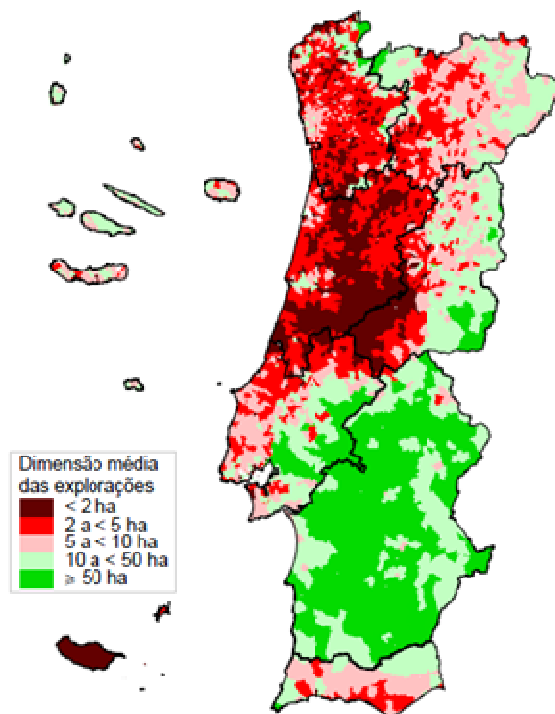 Dimensão média
das explorações
< 2 ha
2 a < 5 ha
5 a < 10 ha
10 a < 50 ha
≥ 50 ha